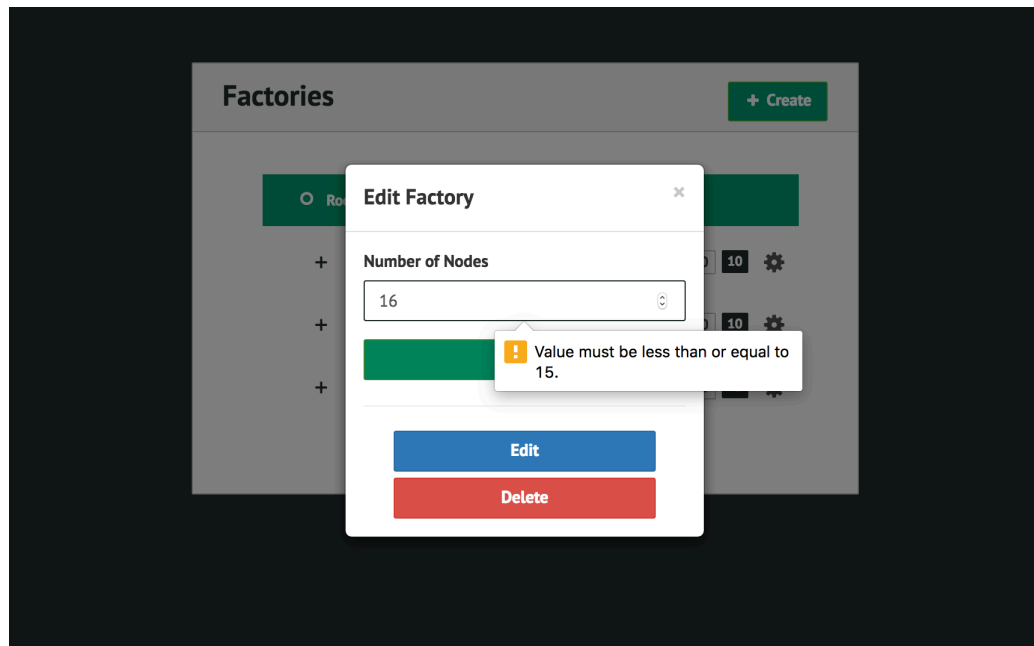 Factories
+ Create
Edit Factory
×
Number of Nodes
10
16
10
Value must be less than or equal to
15.
Edit
Delete